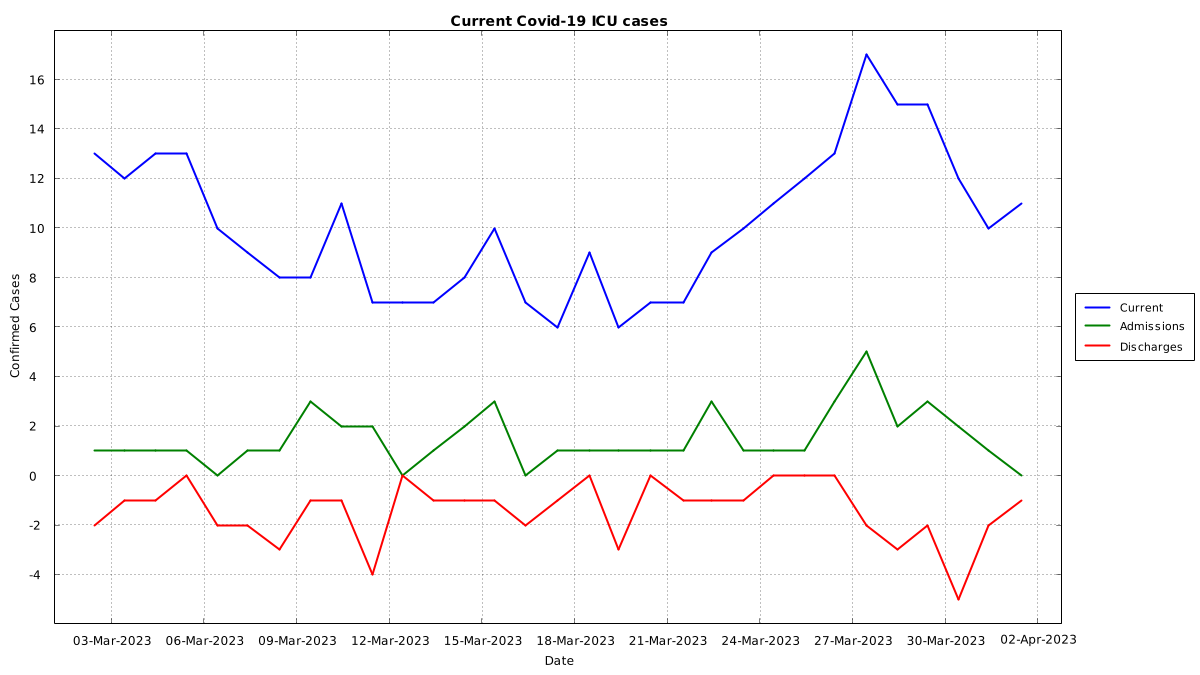 Current Covid-19 ICU cases
16
14
12
10
8
6
4
2
0
-2
-4
Confirmed Cases
03-Mar-2023 06-Mar-2023 09-Mar-2023 12-Mar-2023 15-Mar-2023 18-Mar-2023 21-Mar-2023 24-Mar-2023 27-Mar-2023 30-Mar-2023 02-Apr-2023
Date
Current
Admissions
Discharges